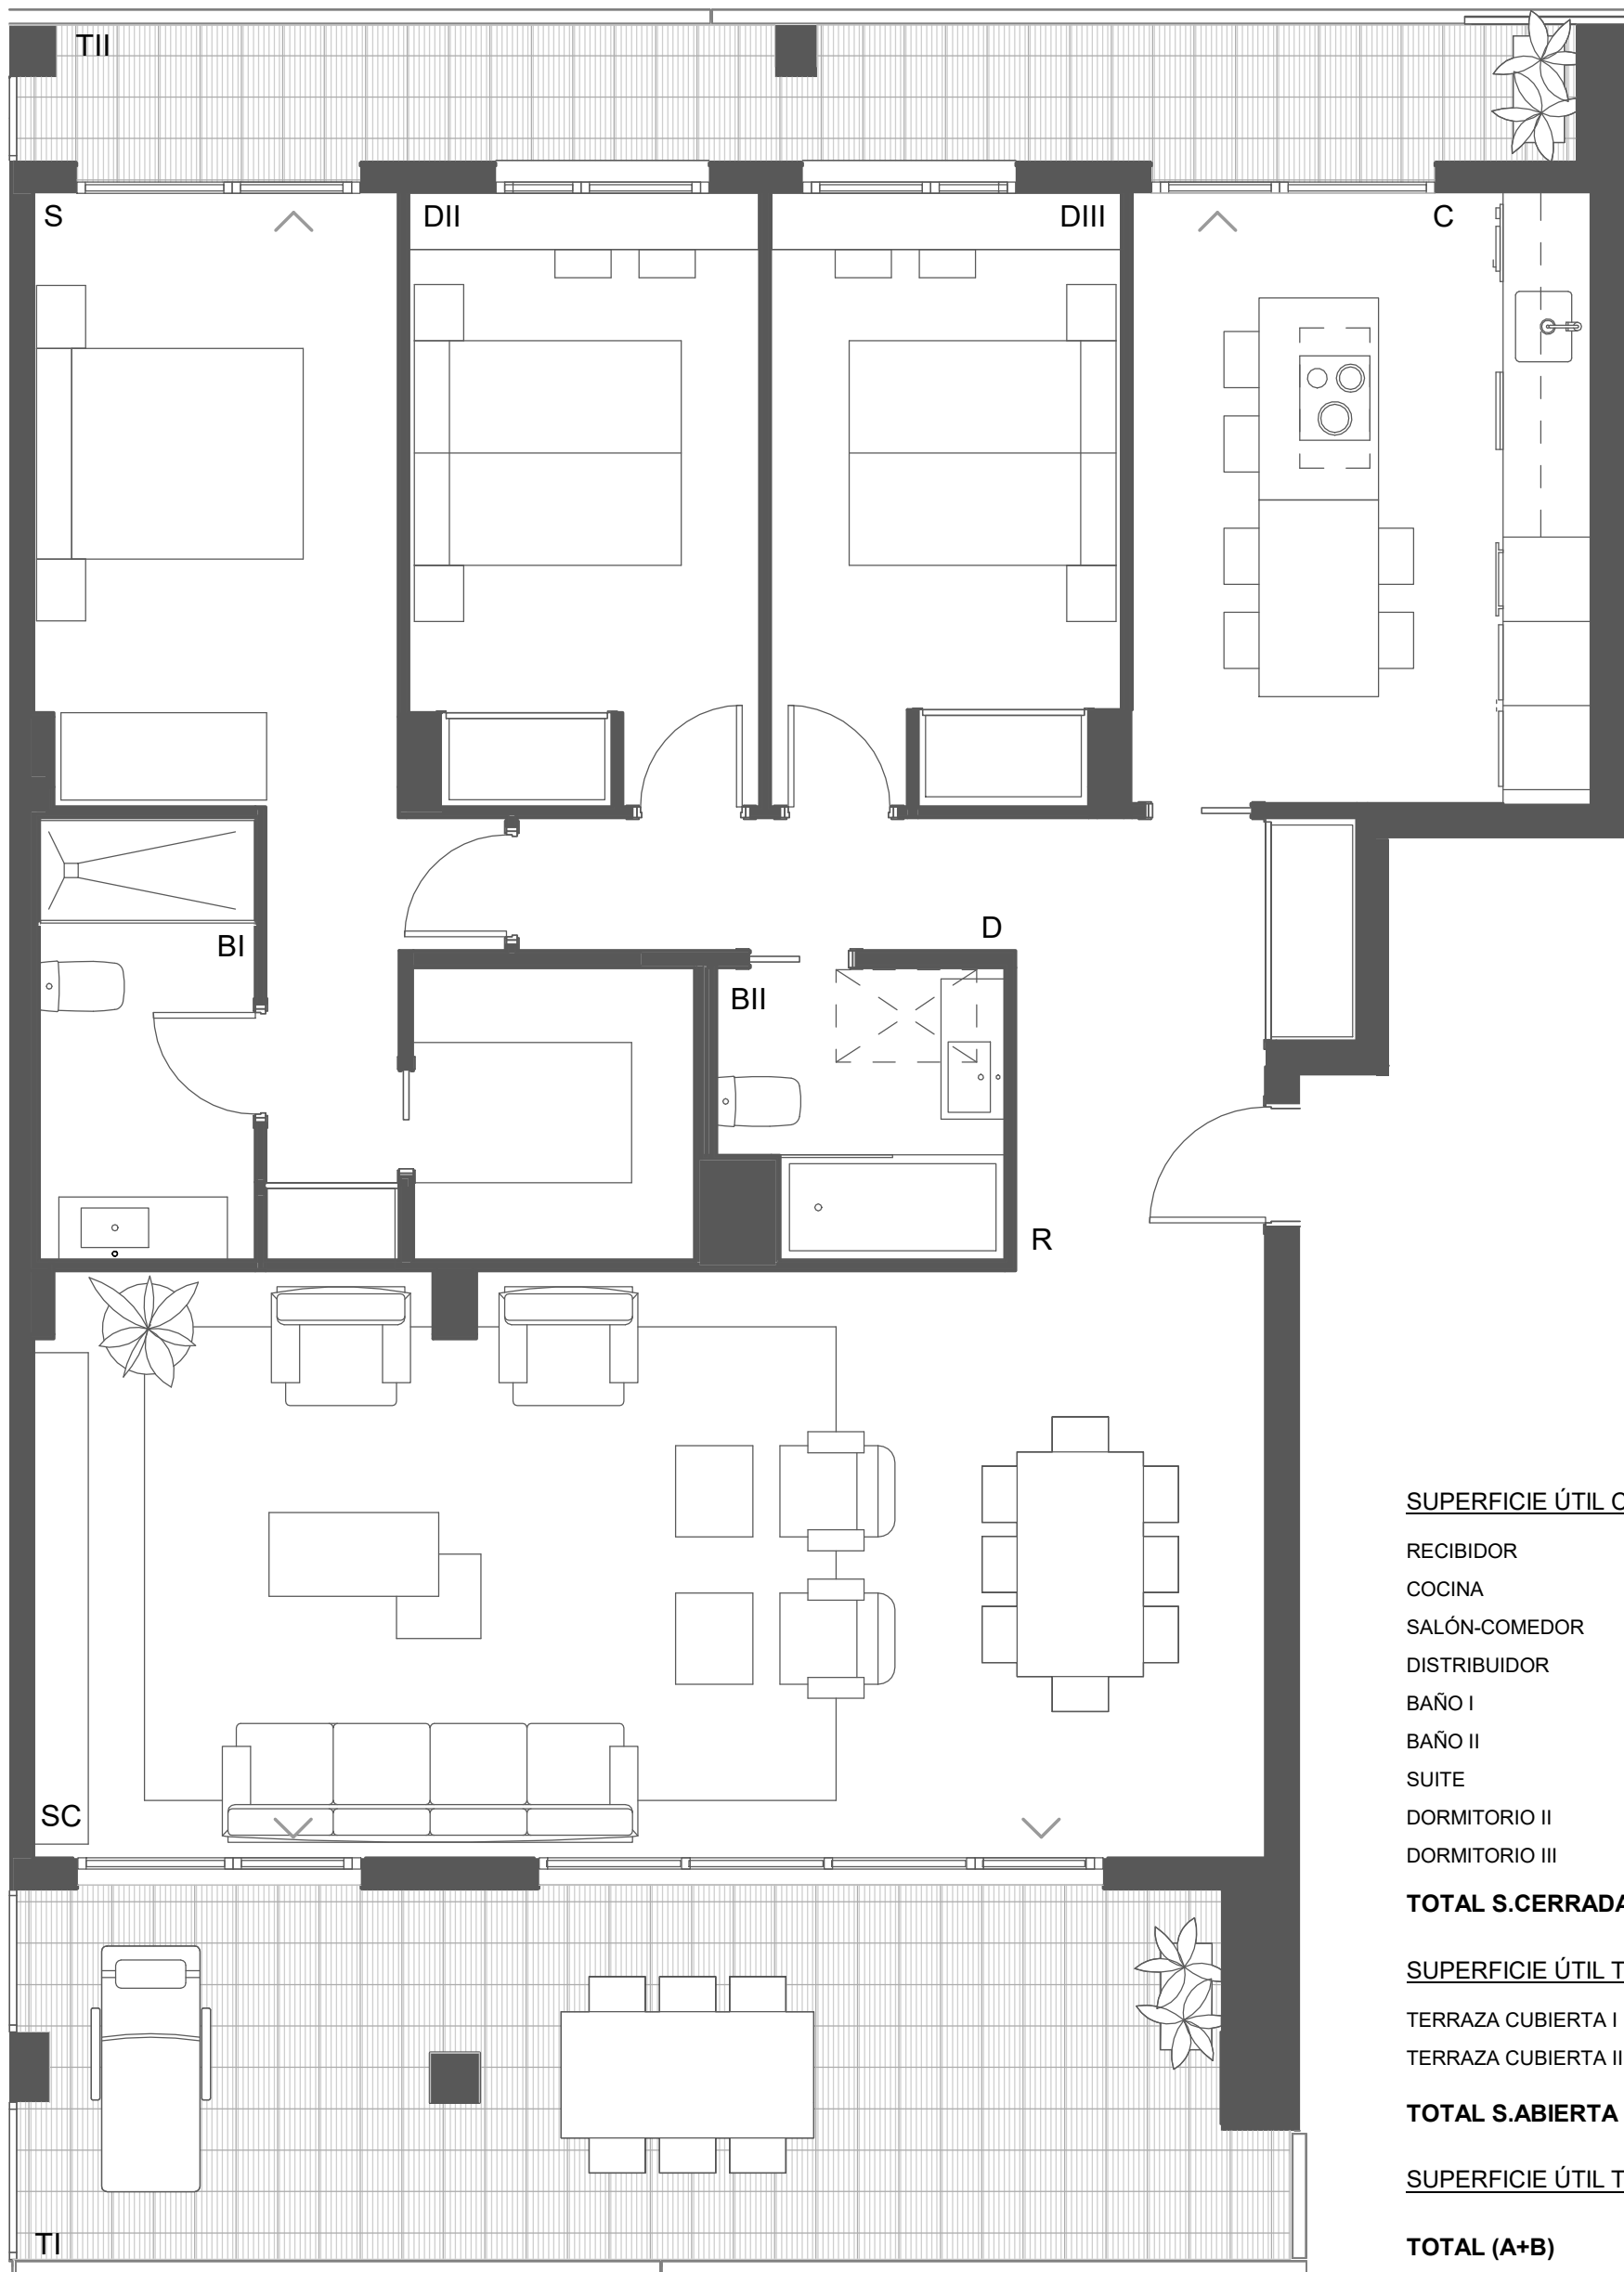 TII
S
DII
DIII
C
BI
D
BII
R
SC
TI
SUPERFICIE ÚTIL C
RECIBIDOR
COCINA
SALÓN-COMEDOR
DISTRIBUIDOR
BAÑO I
BAÑO II
SUITE
DORMITORIO II
DORMITORIO III
TOTAL S.CERRADA
SUPERFICIE ÚTIL T
TERRAZA CUBIERTA I
TERRAZA CUBIERTA II
TOTAL S.ABIERTA
SUPERFICIE ÚTIL T
TOTAL (A+B)